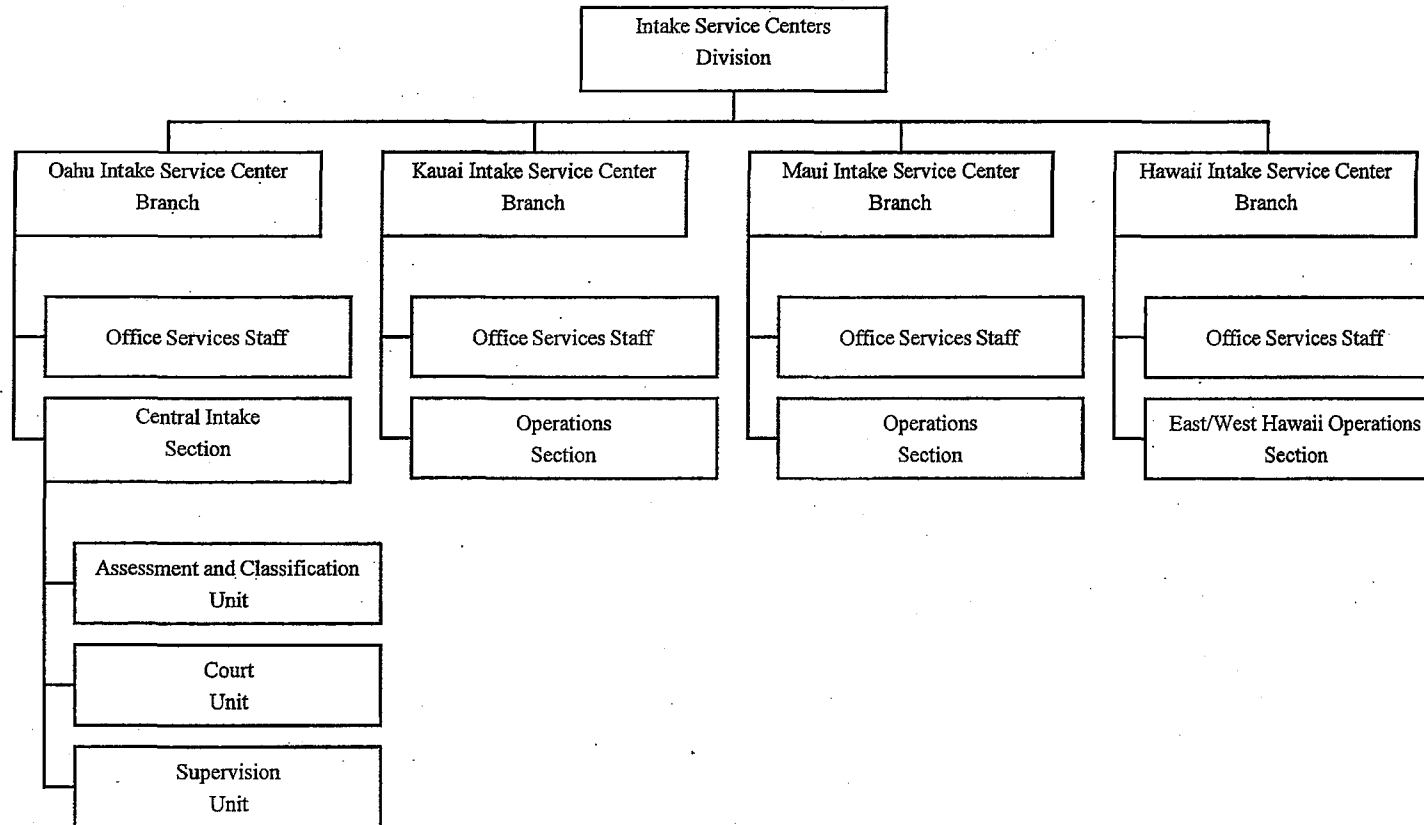 Intake Service Centers
Division
Oahu Intake Service Center
Branch
Kauai Intake Service Center
Branch
Maui Intake Service Center
Branch
Hawaii Intake Service Center
Branch
Office Services Staff
Office Services Staff
Office Services Staff
Office Services Staff
Central Intake
Section
Operations
Section
Operations
Section
East/West Hawaii Operations
Section
Assessment and Classification
Unit
Court
Unit
Supervision
Unit